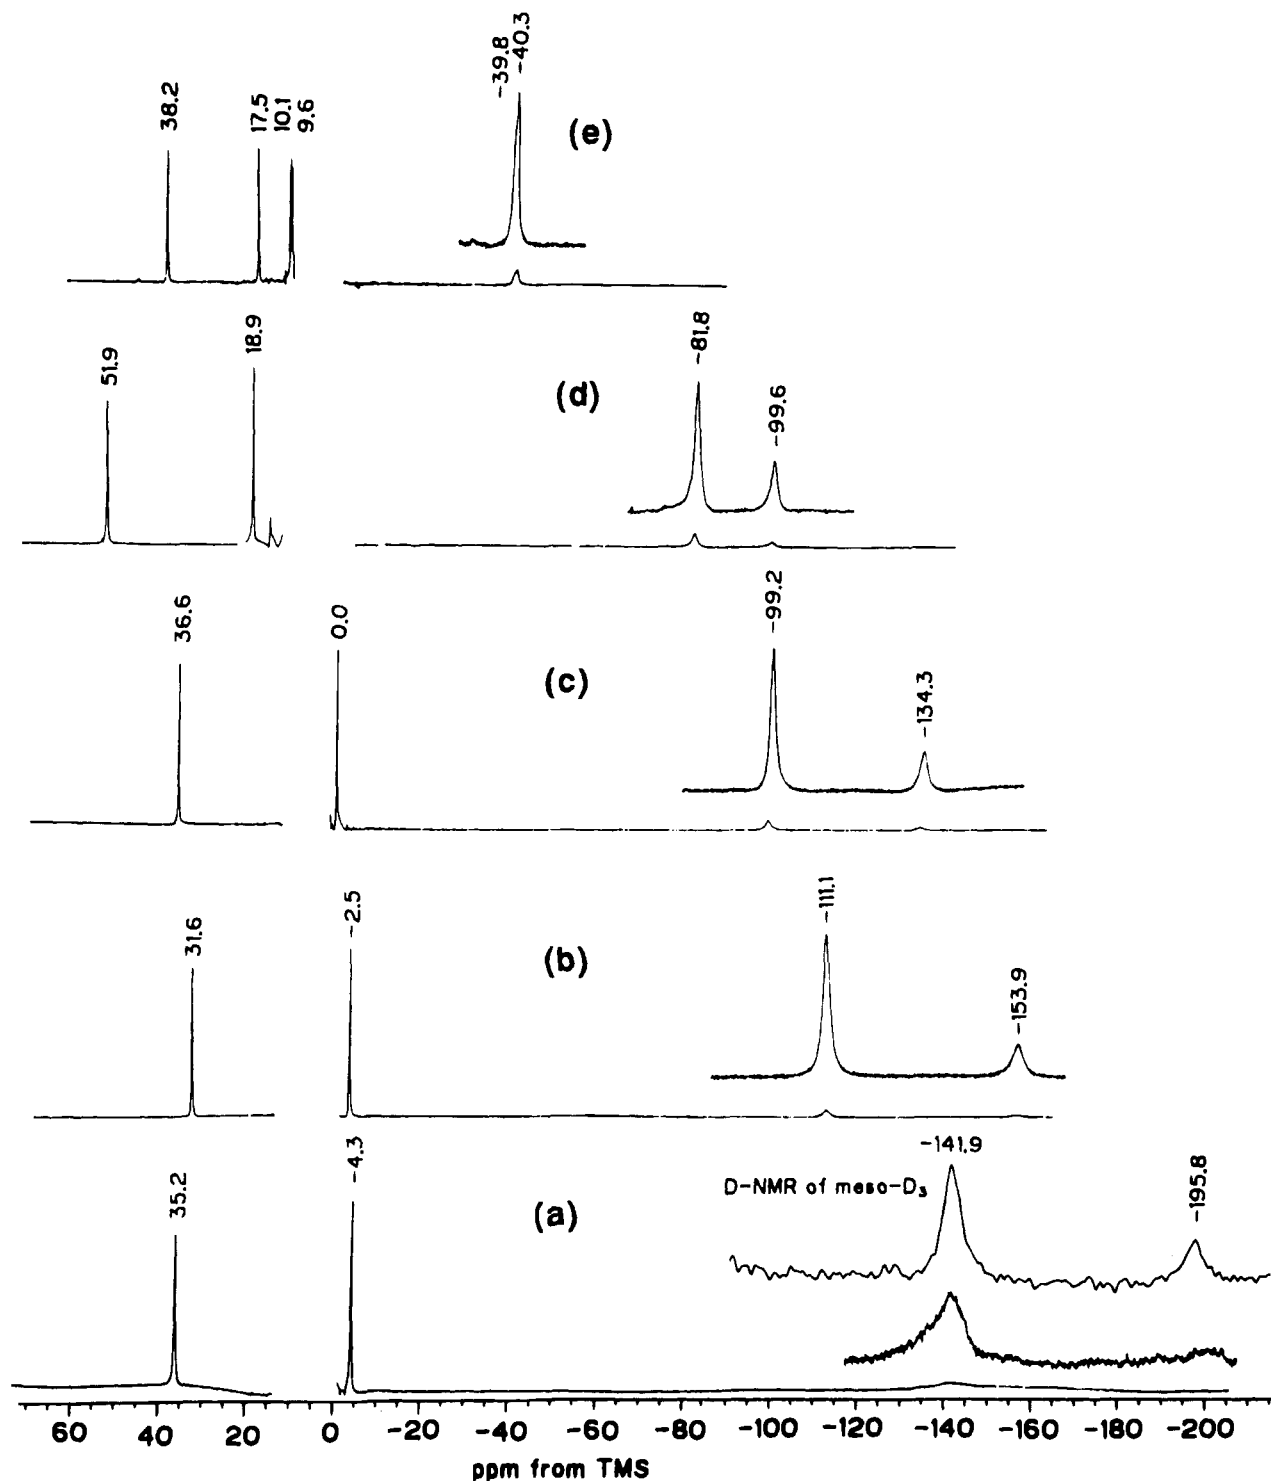 -39.8
-40.3
38.2
17.5
10.1
9.6
(e)
51.9
18.9
-81.8
-99.6
(d)
36.6
0.0
-99.2
-134.3
(c)
31.6
-2.5
-111.1
-153.9
(b)
35.2
-4.3
-141.9
-195.8
D-NMR of meso-D₃
(a)
60 40 20 0 -20 -40 -60 -80 -100 -120 -140 -160 -180 -200
ppm from TMS